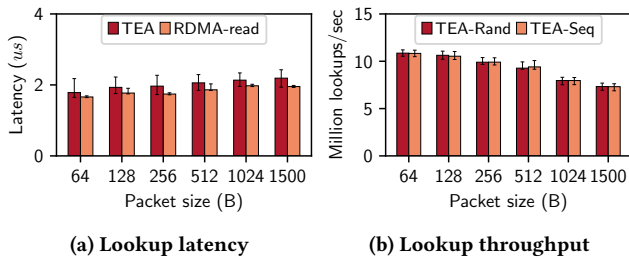 TEA RDMA-read
Latency (us)
4
2
0
64 128 256 512 1024 1500
Packet size (B)
(a) Lookup latency
TEA-Rand TEA-Seq
Million lookups/sec
15
10
5
0
64 128 256 512 1024 1500
Packet size (B)
(b) Lookup throughput